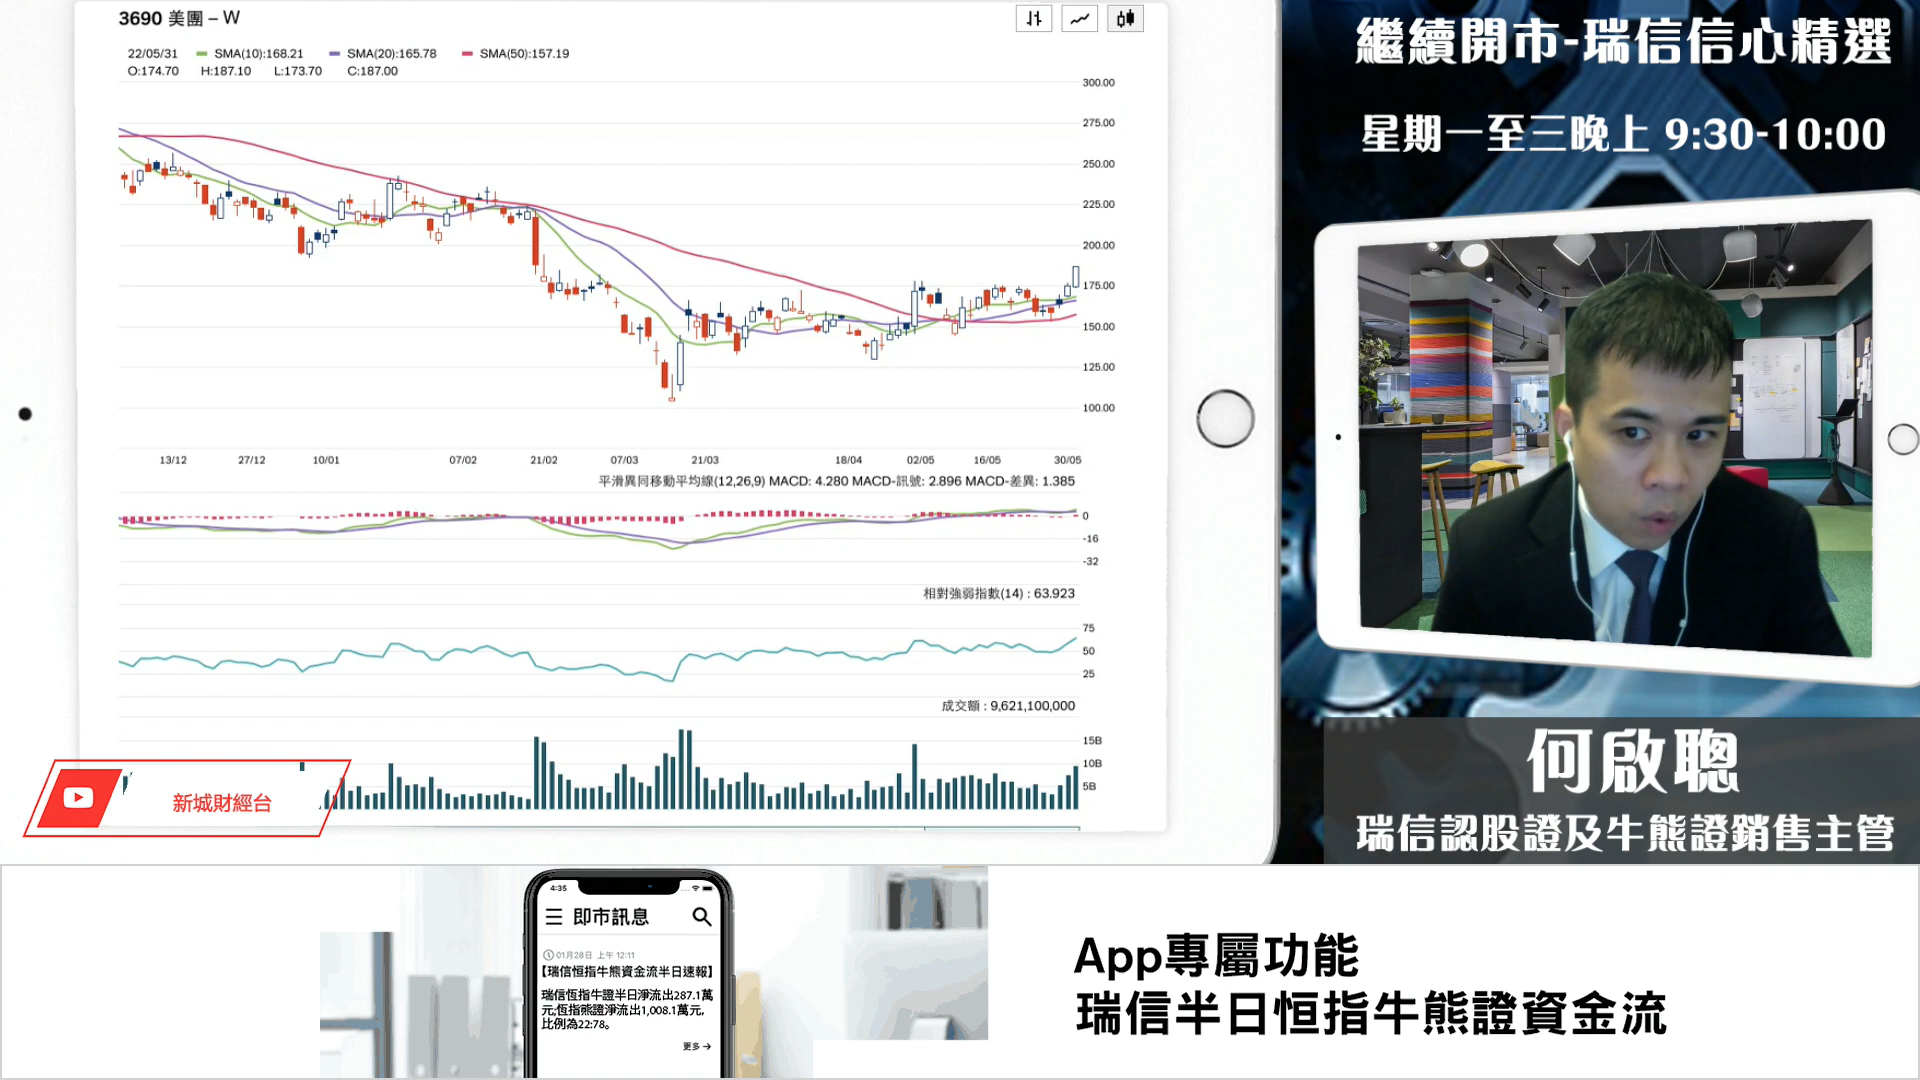 3690 美團 – W
22/05/31 SMA(10):168.21 SMA(20):165.78 SMA(50):157.19
O:174.70 H:187.10 L:173.70 C:187.00
300.00
275.00
250.00
225.00
200.00
175.00
150.00
125.00
100.00
13/12 27/12 10/01 07/02 21/02 07/03 21/03 18/04 02/05 16/05 30/05
平滑異同移動平均線(12,26,9) MACD: 4.280 MACD-訊號: 2.896 MACD-差異: 1.385
0
-16
-32
相對強弱指數(14) : 63.923
75
50
25
成交額 : 9,621,100,000
15B
10B
5B
新城財經台
繼續開市-瑞信信心精選
星期一至三晚上 9:30-10:00
何啟聰
瑞信認股證及牛熊證銷售主管
4:35
即市訊息
01月28日 上午 12:11
【瑞信恒指牛熊資金流半日速報】
瑞信恆指牛證半日淨流出287.1萬
元,恆指熊證淨流出1,008.1萬元,
比例為22:78。
更多 →
App專屬功能
瑞信半日恒指牛熊證資金流